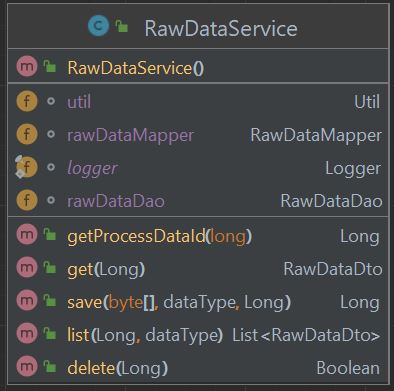 RawDataService
RawDataService()
util Util
rawDataMapper RawDataMapper
logger Logger
rawDataDao RawDataDao
getProcessDataId(long) Long
get(Long) RawDataDto
save(byte[], dataType, Long) Long
list(Long, dataType) List<RawDataDto>
delete(Long) Boolean